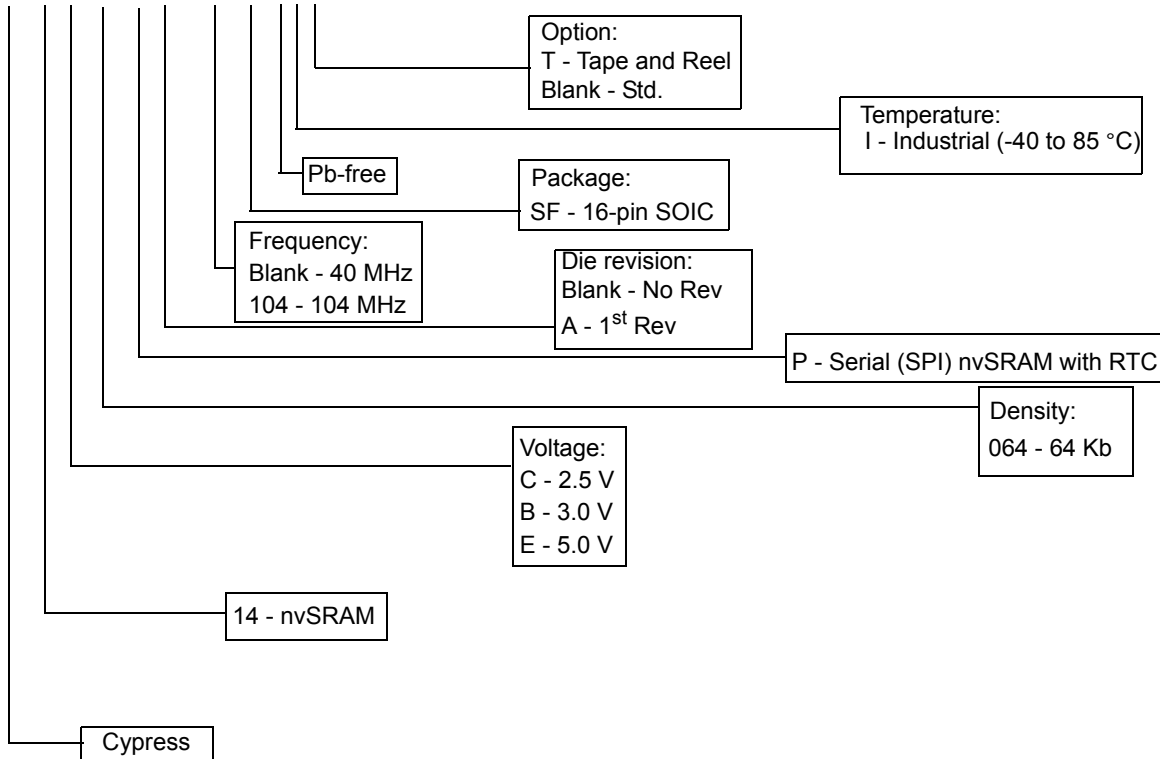 Option:
T - Tape and Reel
Blank - Std.
Temperature:
I - Industrial (-40 to 85 °C)
Pb-free
Package:
SF - 16-pin SOIC
Frequency:
Blank - 40 MHz
104 - 104 MHz
Die revision:
Blank - No Rev
A - 1st Rev
P - Serial (SPI) nvSRAM with RTC
Density:
064 - 64 Kb
Voltage:
C - 2.5 V
B - 3.0 V
E - 5.0 V
14 - nvSRAM
Cypress